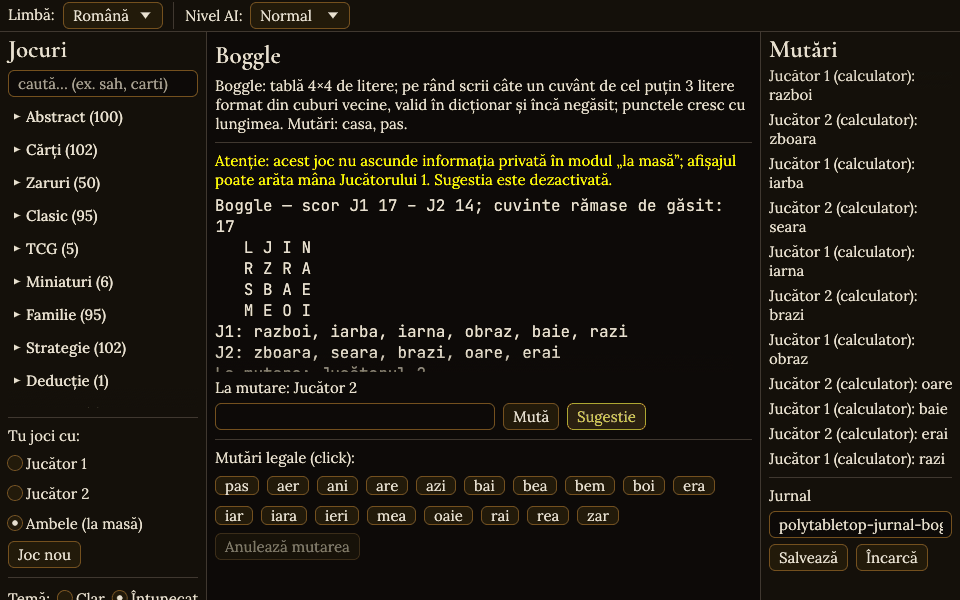 Limbă: Română ▼ Nivel AI: Normal ▼
Jocuri
caută... (ex. sah, carti)
▸ Abstract (100)
▸ Cărți (102)
▸ Zaruri (50)
▸ Clasic (95)
▸ TCG (5)
▸ Miniaturi (6)
▸ Familie (95)
▸ Strategie (102)
▸ Deducție (1)
Tu joci cu:
Jucător 1
Jucător 2
Ambele (la masă)
Joc nou
Temă: Clar Întunecat
Boggle
Boggle: tablă 4×4 de litere; pe rând scrii câte un cuvânt de cel puțin 3 litere
format din cuburi vecine, valid în dicționar și încă negăsit; punctele cresc cu
lungimea. Mutări: casa, pas.
Atenție: acest joc nu ascunde informația privată în modul „la masă”; afișajul
poate arăta mâna Jucătorului 1. Sugestia este dezactivată.
Boggle — scor J1 17 – J2 14; cuvinte rămase de găsit:
17
L J I N
R Z R A
S B A E
M E O I
J1: razboi, iarba, iarna, obraz, baie, razi
J2: zboara, seara, brazi, oare, erai
La mutare: Jucătorul 2
La mutare: Jucător 2
Mută Sugestie
Mutări legale (click):
pas aer ani are azi bai bea bem boi era
iar iara ieri mea oaie rai rea zar
Anulează mutarea
Mutări
Jucător 1 (calculator):
razboi
Jucător 2 (calculator):
zboara
Jucător 1 (calculator):
iarba
Jucător 2 (calculator):
seara
Jucător 1 (calculator):
iarna
Jucător 2 (calculator):
brazi
Jucător 1 (calculator):
obraz
Jucător 2 (calculator): oare
Jucător 1 (calculator): baie
Jucător 2 (calculator): erai
Jucător 1 (calculator): razi
Jurnal
polytabletop-jurnal-bog
Salvează Încarcă